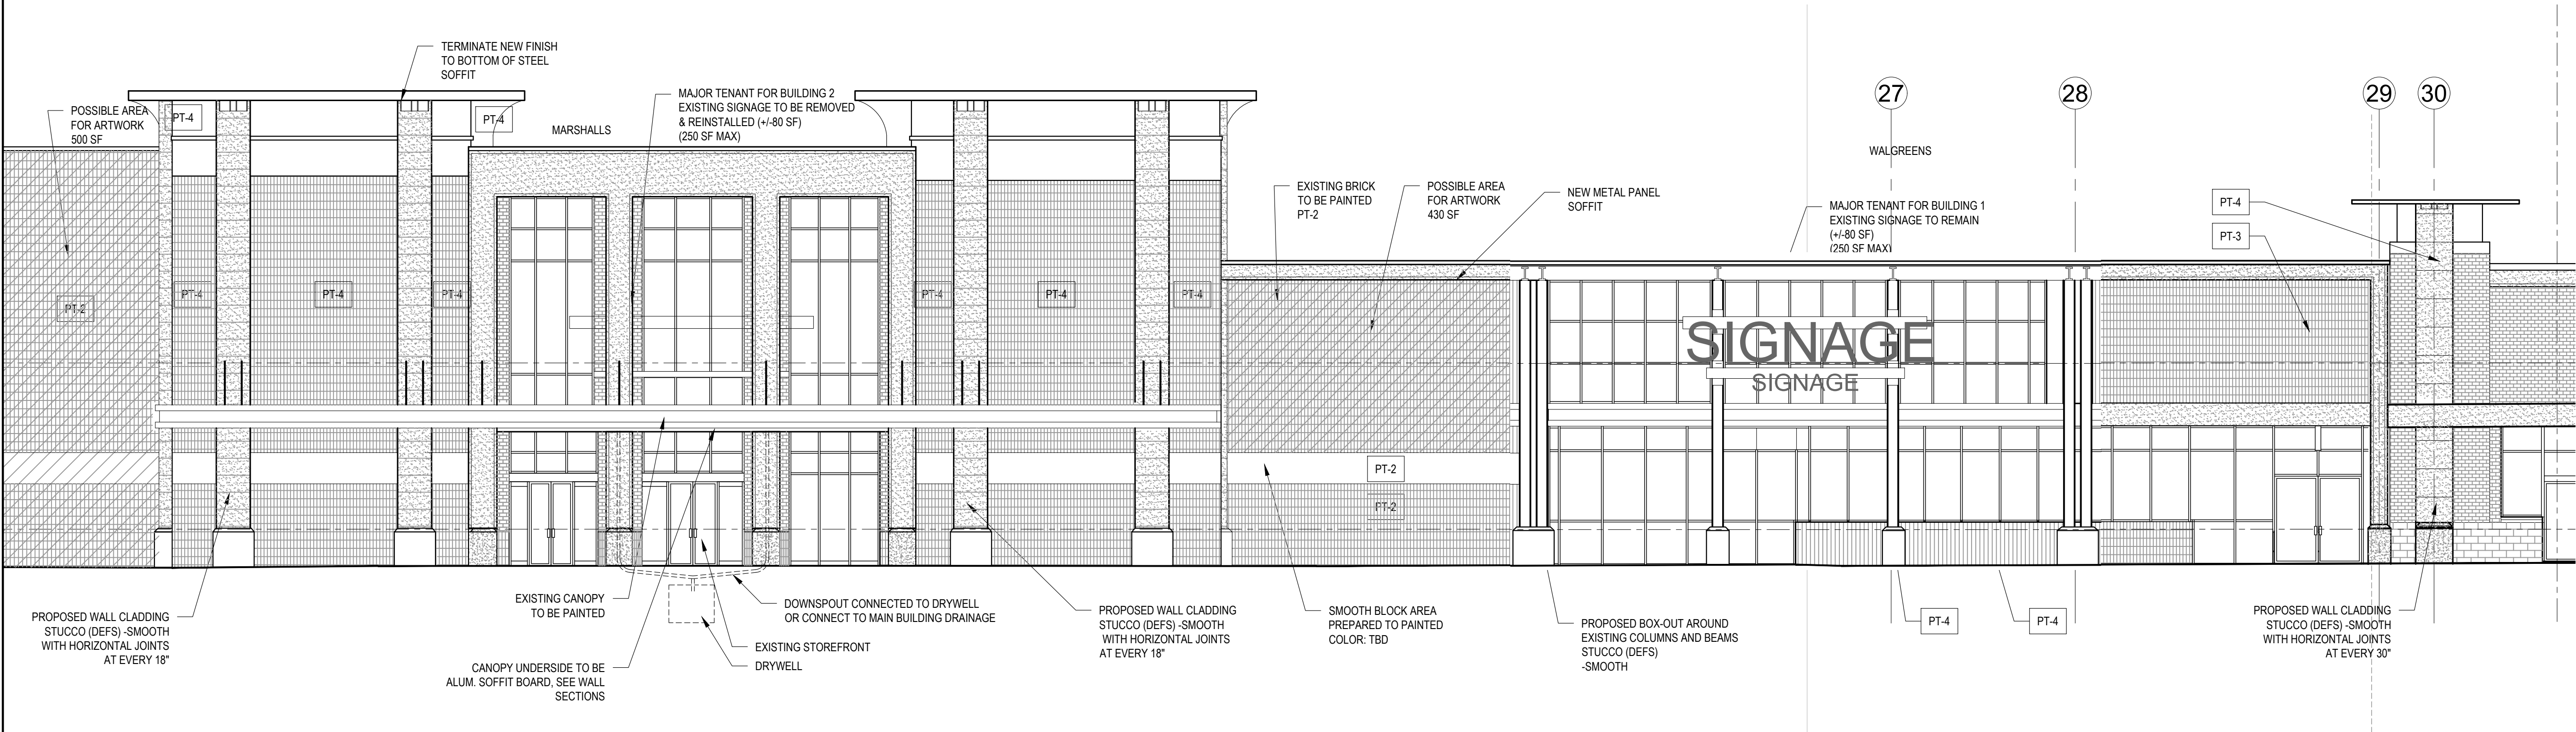 TERMINATE NEW FINISH
TO BOTTOM OF STEEL
SOFFIT
POSSIBLE AREA
FOR ARTWORK
500 SF
PT-4
PT-4
MARSHALLS
MAJOR TENANT FOR BUILDING 2
EXISTING SIGNAGE TO BE REMOVED
& REINSTALLED (+/-80 SF)
(250 SF MAX)
27
28
29
30
WALGREENS
EXISTING BRICK
TO BE PAINTED
PT-2
POSSIBLE AREA
FOR ARTWORK
430 SF
NEW METAL PANEL
SOFFIT
MAJOR TENANT FOR BUILDING 1
EXISTING SIGNAGE TO REMAIN
(+/-80 SF)
(250 SF MAX)
PT-4
PT-3
PT-2
PT-4
PT-4
PT-4
PT-4
PT-4
PT-4
SIGNAGE
SIGNAGE
PT-2
PT-2
PROPOSED WALL CLADDING
STUCCO (DEFS) -SMOOTH
WITH HORIZONTAL JOINTS
AT EVERY 18"
EXISTING CANOPY
TO BE PAINTED
CANOPY UNDERSIDE TO BE
ALUM. SOFFIT BOARD, SEE WALL
SECTIONS
DOWNSPOUT CONNECTED TO DRYWELL
OR CONNECT TO MAIN BUILDING DRAINAGE
EXISTING STOREFRONT
DRYWELL
PROPOSED WALL CLADDING
STUCCO (DEFS) -SMOOTH
WITH HORIZONTAL JOINTS
AT EVERY 18"
SMOOTH BLOCK AREA
PREPARED TO PAINTED
COLOR: TBD
PROPOSED BOX-OUT AROUND
EXISTING COLUMNS AND BEAMS
STUCCO (DEFS)
-SMOOTH
PT-4
PT-4
PROPOSED WALL CLADDING
STUCCO (DEFS) -SMOOTH
WITH HORIZONTAL JOINTS
AT EVERY 30"